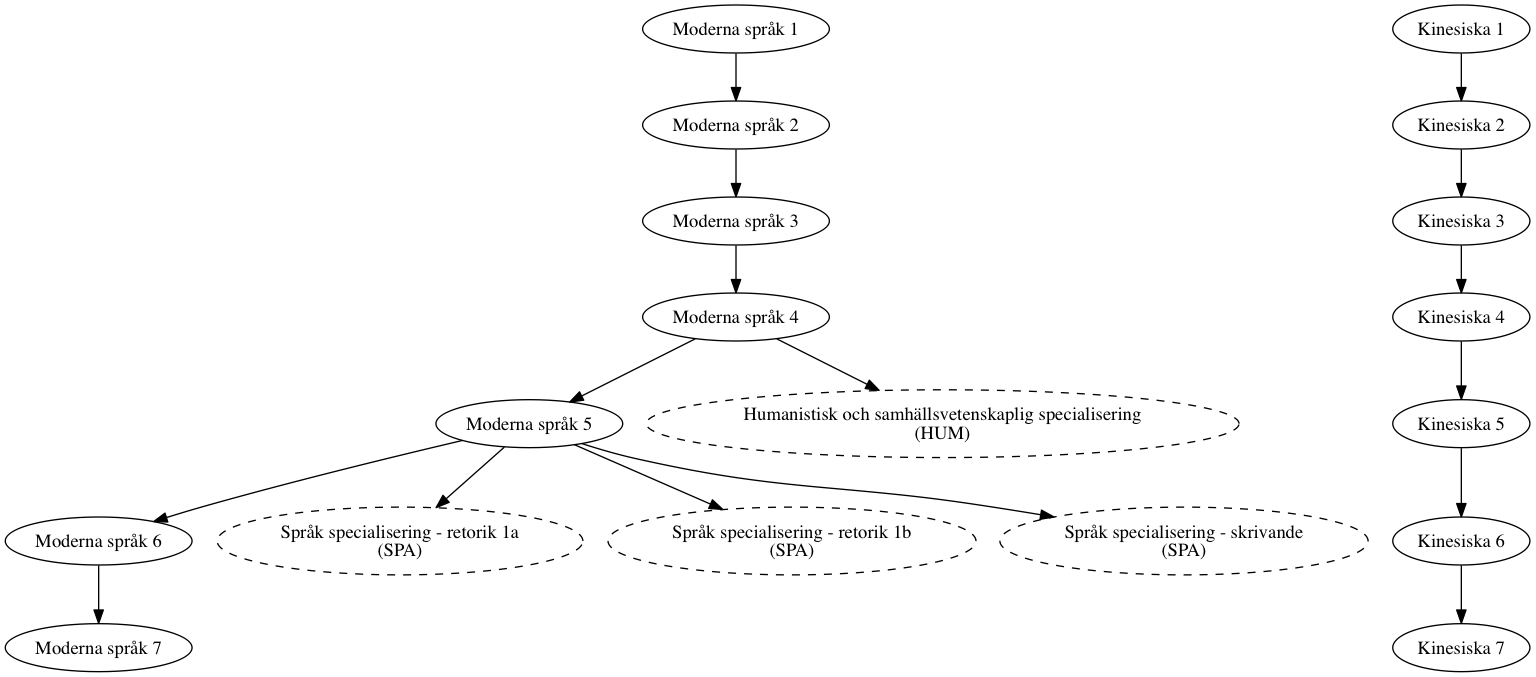 Moderna språk 1
Kinesiska 1
Moderna språk 2
Kinesiska 2
Moderna språk 3
Kinesiska 3
Moderna språk 4
Kinesiska 4
Moderna språk 5
Humanistisk och samhällsvetenskaplig specialisering
(HUM)
Kinesiska 5
Moderna språk 6
Språk specialisering - retorik 1a
(SPA)
Språk specialisering - retorik 1b
(SPA)
Språk specialisering - skrivande
(SPA)
Kinesiska 6
Moderna språk 7
Kinesiska 7